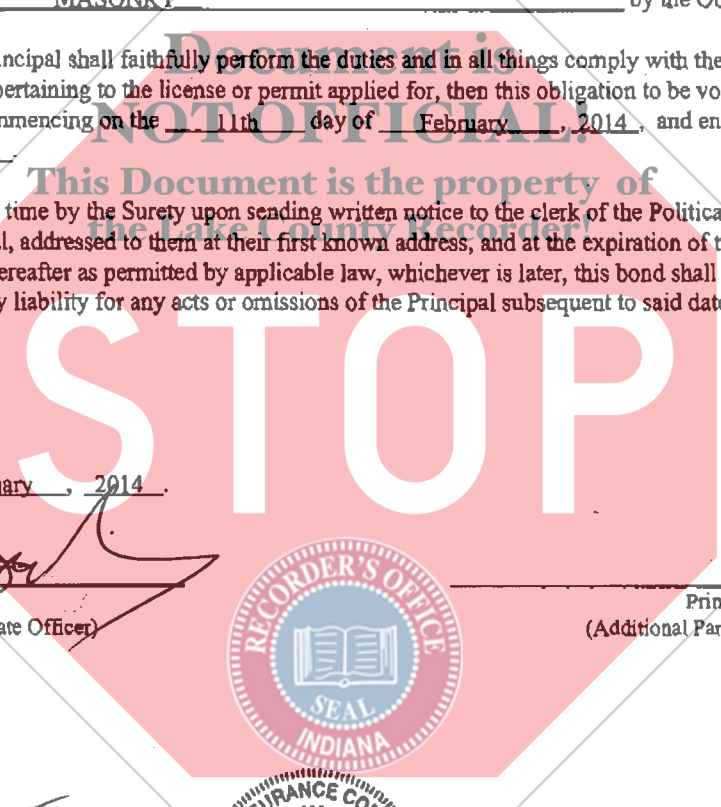 MASONRY by the Ob
Document is
ncipal shall faithfully perform the duties and in all things comply with the
pertaining to the license or permit applied for, then this obligation to be vo
NOT OFFICIAL!
nmencing on the 11th day of February, 2014, and en
This Document is the property of
time by the Surety upon sending written notice to the clerk of the Politica
the Lake County Recorder!
l, addressed to them at their first known address, and at the expiration of t
ereafter as permitted by applicable law, whichever is later, this bond shall
y liability for any acts or omissions of the Principal subsequent to said date
STOP
ary, 2014.
RECORDER'S OFFICE
Prin
ate Officer) (Additional Par
SEAL
INDIANA
URANCE CO